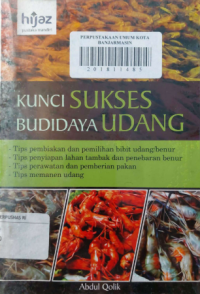 hijaz
PERPUSTAKAAN UMUM KOTA
BANJARMASIN
KUNCI SUKSES
BUDIDAYA UDANG
- Tips pembiakan dan pemilihan bibit udang/benur
- Tips penyiapan lahan tambak dan penebaran benur
- Tips perawatan dan pemberian pakan
- Tips memanen udang
Abdul Qolik